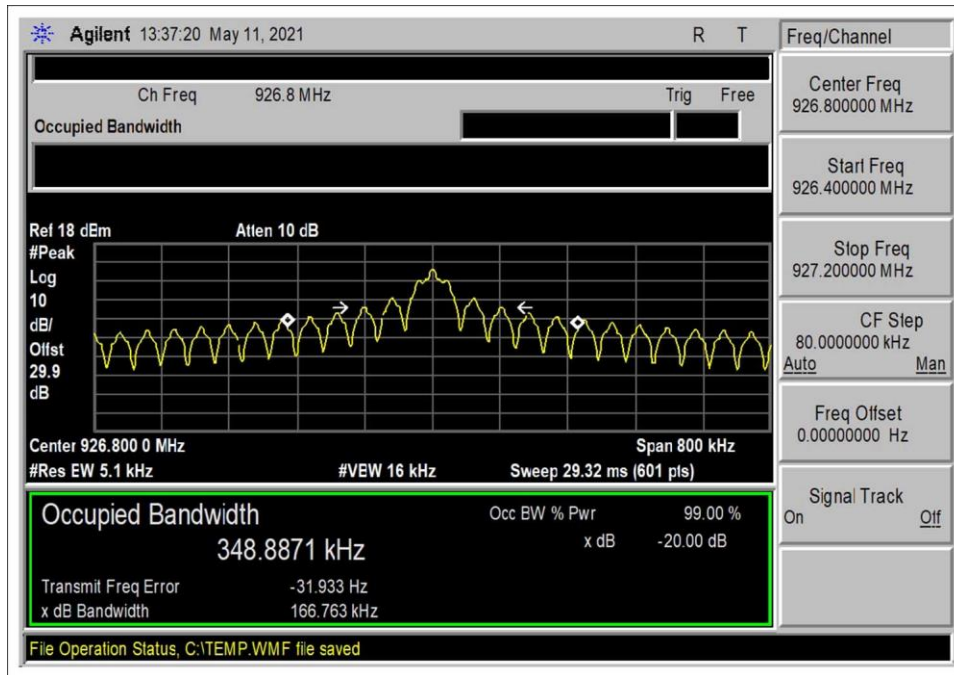 Agilent 13:37:20 May 11, 2021 R T
Freq/Channel
Ch Freq 926.8 MHz Trig Free
Occupied Bandwidth
Center Freq
926.800000 MHz
Start Freq
926.400000 MHz
Stop Freq
927.200000 MHz
CF Step
80.0000000 kHz
Auto Man
Freq Offset
0.00000000 Hz
Signal Track
On Off
Ref 18 dBm Atten 10 dB
#Peak
Log
10
dB/
Offst
29.9
dB
Center 926.800 0 MHz Span 800 kHz
#Res BW 5.1 kHz #VBW 16 kHz Sweep 29.32 ms (601 pts)
Occupied Bandwidth Occ BW % Pwr 99.00 %
348.8871 kHz x dB -20.00 dB
Transmit Freq Error -31.933 Hz
x dB Bandwidth 166.763 kHz
File Operation Status, C:\TEMP.WMF file saved